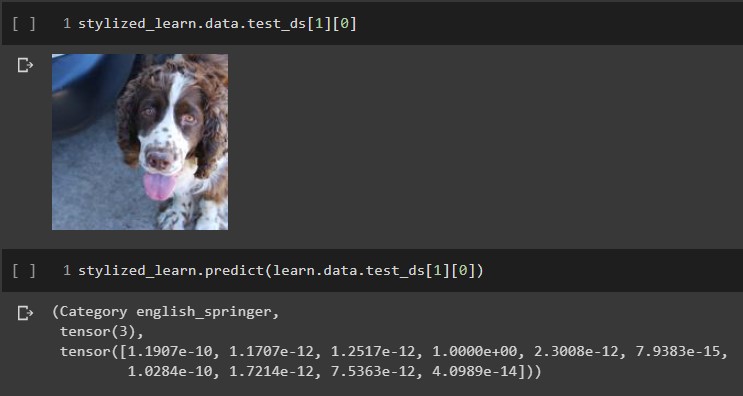 [ ] 1 stylized_learn.data.test_ds[1][0]
[ ] 1 stylized_learn.predict(learn.data.test_ds[1][0])
(Category english_springer,
tensor(3),
tensor([1.1907e-10, 1.1707e-12, 1.2517e-12, 1.0000e+00, 2.3008e-12, 7.9383e-15,
1.0284e-10, 1.7214e-12, 7.5363e-12, 4.0989e-14]))